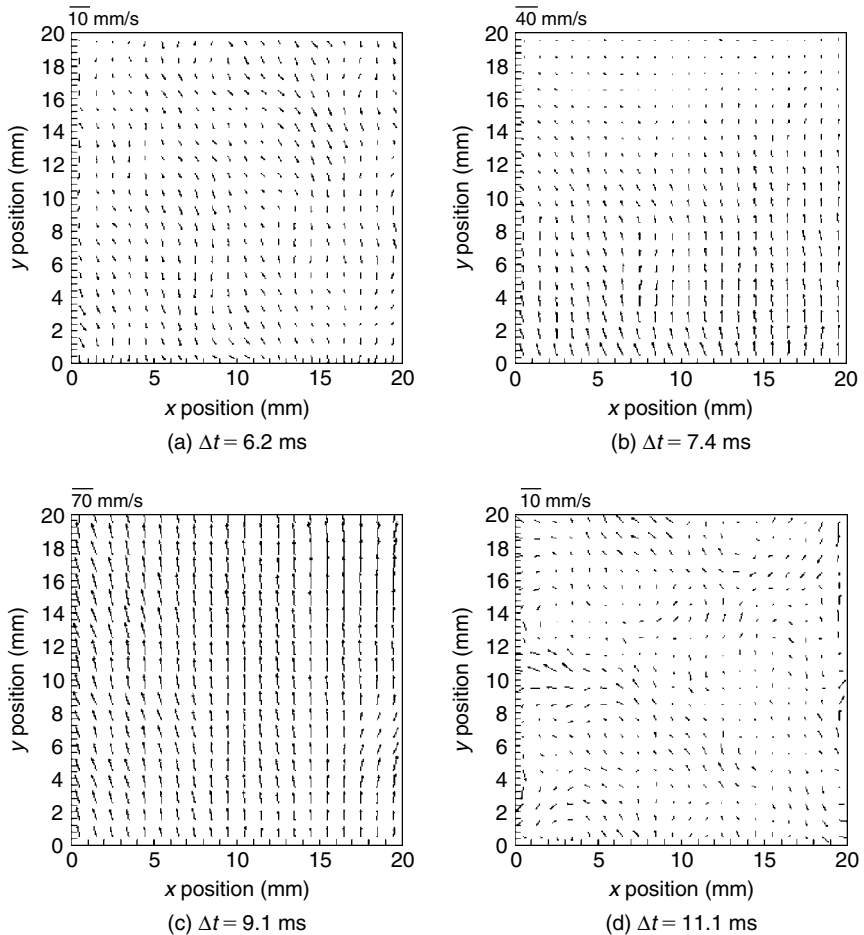 10 mm/s
20
18
16
14
12
10
8
6
4
2
0
y position (mm)
0 5 10 15 20
x position (mm)
(a) Δt = 6.2 ms
40 mm/s
20
18
16
14
12
10
8
6
4
2
0
y position (mm)
0 5 10 15 20
x position (mm)
(b) Δt = 7.4 ms
70 mm/s
20
18
16
14
12
10
8
6
4
2
0
y position (mm)
0 5 10 15 20
x position (mm)
(c) Δt = 9.1 ms
10 mm/s
20
18
16
14
12
10
8
6
4
2
0
y position (mm)
0 5 10 15 20
x position (mm)
(d) Δt = 11.1 ms